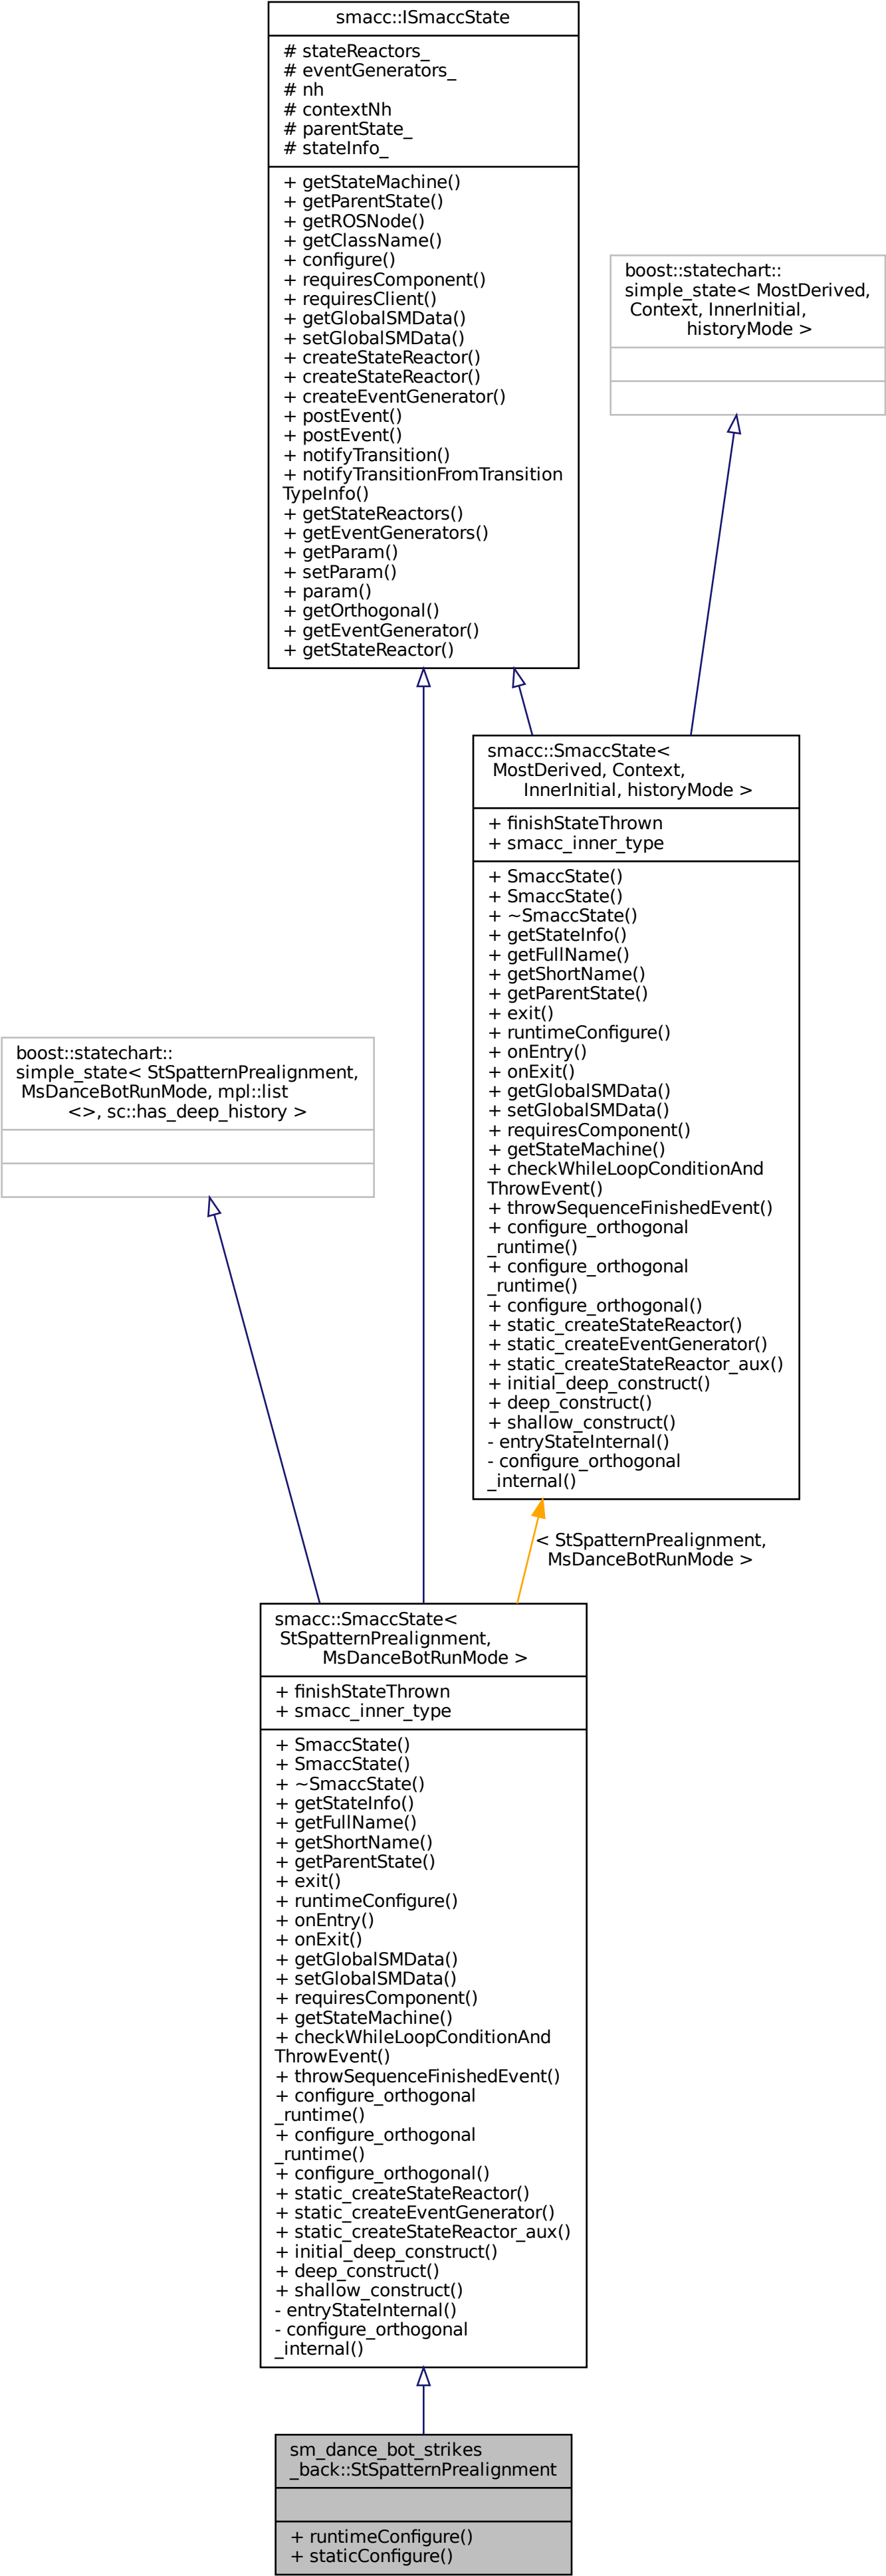 smacc::ISmaccState
# stateReactors_
# eventGenerators_
# nh
# contextNh
# parentState_
# stateInfo_
+ getStateMachine()
+ getParentState()
+ getROSNode()
+ getClassName()
+ configure()
+ requiresComponent()
+ requiresClient()
+ getGlobalSMData()
+ setGlobalSMData()
+ createStateReactor()
+ createStateReactor()
+ createEventGenerator()
+ postEvent()
+ postEvent()
+ notifyTransition()
+ notifyTransitionFromTransition
TypeInfo()
+ getStateReactors()
+ getEventGenerators()
+ getParam()
+ setParam()
+ param()
+ getOrthogonal()
+ getEventGenerator()
+ getStateReactor()
boost::statechart::
simple_state< MostDerived,
Context, InnerInitial,
historyMode >
smacc::SmaccState<
MostDerived, Context,
InnerInitial, historyMode >
+ finishStateThrown
+ smacc_inner_type
+ SmaccState()
+ SmaccState()
+ ~SmaccState()
+ getStateInfo()
+ getFullName()
+ getShortName()
+ getParentState()
+ exit()
+ runtimeConfigure()
+ onEntry()
+ onExit()
+ getGlobalSMData()
+ setGlobalSMData()
+ requiresComponent()
+ getStateMachine()
+ checkWhileLoopConditionAnd
ThrowEvent()
+ throwSequenceFinishedEvent()
+ configure_orthogonal
_runtime()
+ configure_orthogonal
_runtime()
+ configure_orthogonal()
+ static_createStateReactor()
+ static_createEventGenerator()
+ static_createStateReactor_aux()
+ initial_deep_construct()
+ deep_construct()
+ shallow_construct()
- entryStateInternal()
- configure_orthogonal
_internal()
boost::statechart::
simple_state< StSpatternPrealignment,
MsDanceBotRunMode, mpl::list
<>, sc::has_deep_history >
< StSpatternPrealignment,
MsDanceBotRunMode >
smacc::SmaccState<
StSpatternPrealignment,
MsDanceBotRunMode >
+ finishStateThrown
+ smacc_inner_type
+ SmaccState()
+ SmaccState()
+ ~SmaccState()
+ getStateInfo()
+ getFullName()
+ getShortName()
+ getParentState()
+ exit()
+ runtimeConfigure()
+ onEntry()
+ onExit()
+ getGlobalSMData()
+ setGlobalSMData()
+ requiresComponent()
+ getStateMachine()
+ checkWhileLoopConditionAnd
ThrowEvent()
+ throwSequenceFinishedEvent()
+ configure_orthogonal
_runtime()
+ configure_orthogonal
_runtime()
+ configure_orthogonal()
+ static_createStateReactor()
+ static_createEventGenerator()
+ static_createStateReactor_aux()
+ initial_deep_construct()
+ deep_construct()
+ shallow_construct()
- entryStateInternal()
- configure_orthogonal
_internal()
sm_dance_bot_strikes
_back::StSpatternPrealignment
+ runtimeConfigure()
+ staticConfigure()